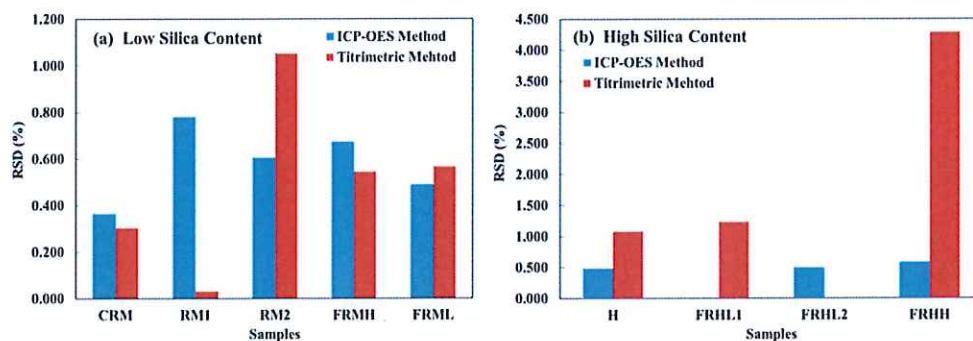 (a) Low Silica Content
ICP-OES Method
Titrimetric Mehtod
RSD (%)
1.200
1.000
0.800
0.600
0.400
0.200
0.000
CRM RM1 RM2 FRMH FRML
Samples
(b) High Silica Content
ICP-OES Method
Titrimetric Mehtod
RSD (%)
4.500
4.000
3.500
3.000
2.500
2.000
1.500
1.000
0.500
0.000
H FRHL1 FRHL2 FRHH
Samples